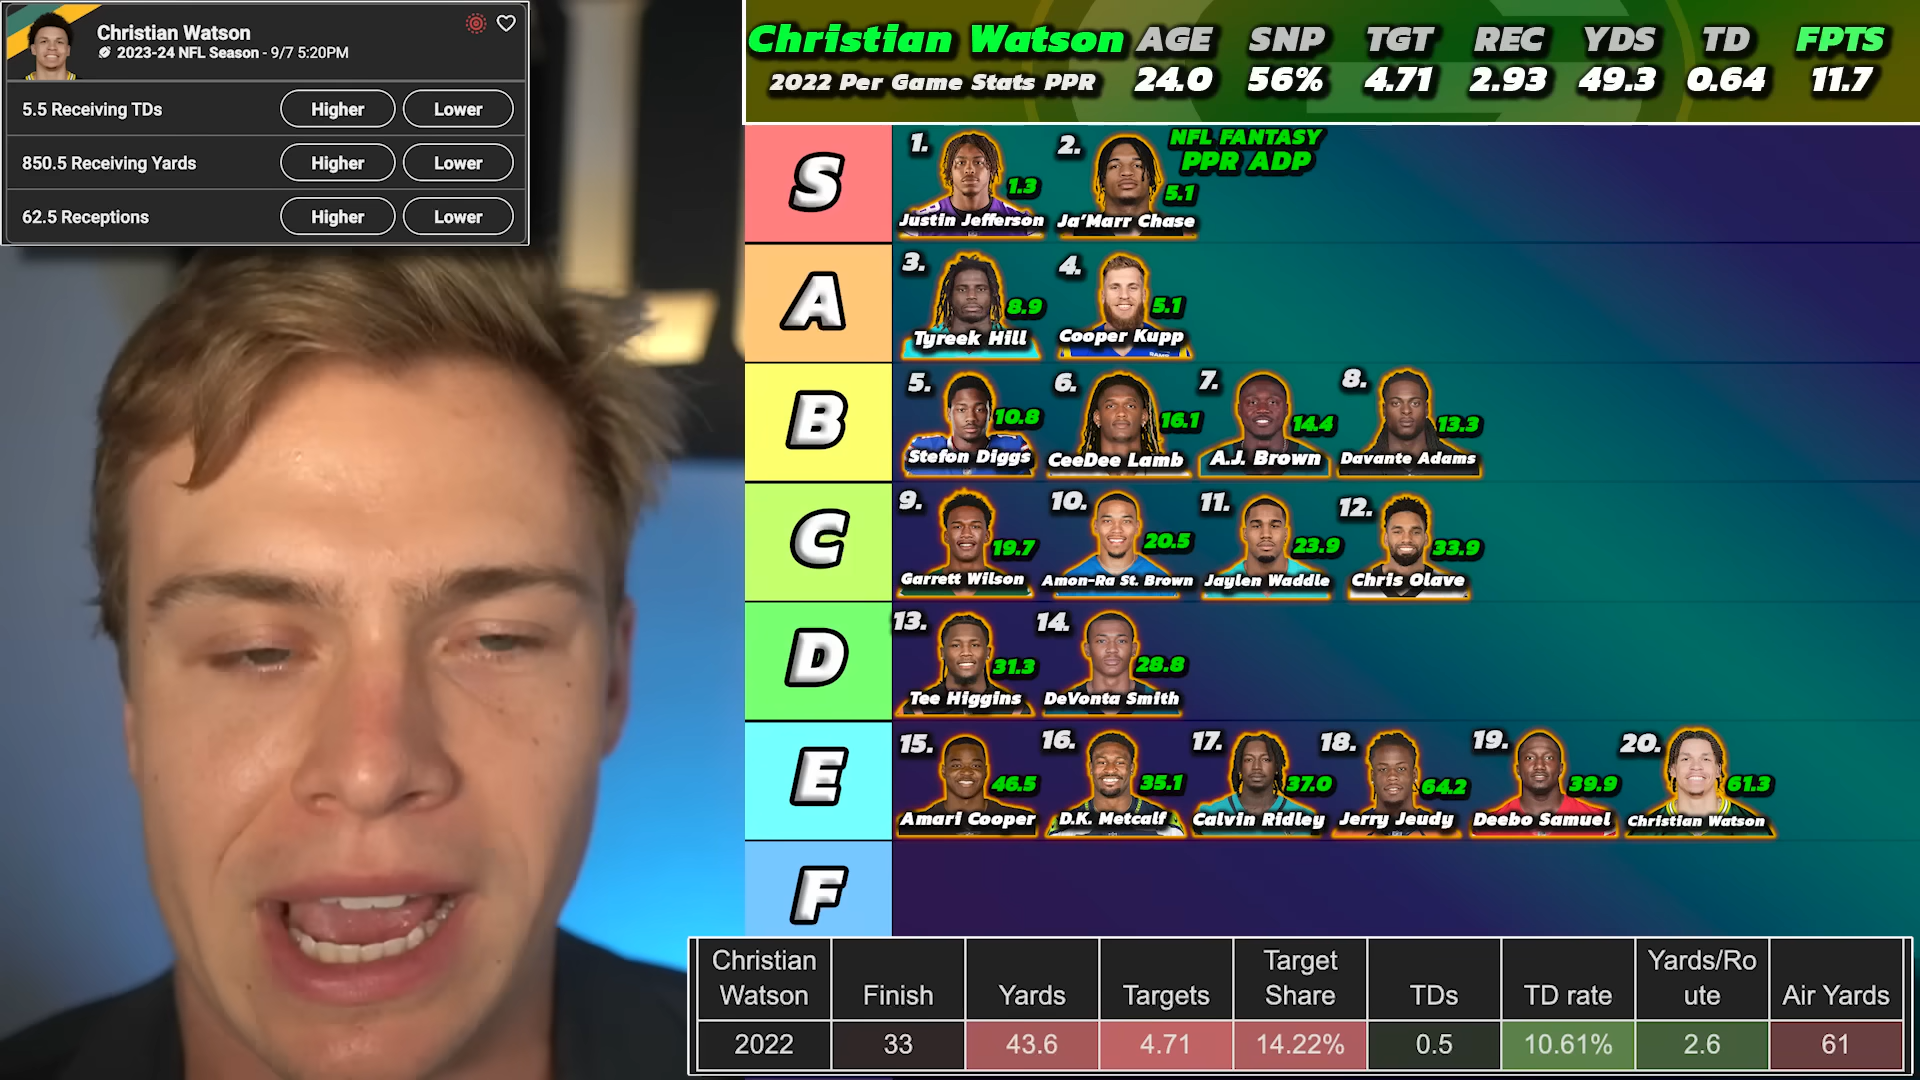 Christian Watson
2023-24 NFL Season - 9/7 5:20PM
5.5 Receiving TDs Higher Lower
850.5 Receiving Yards Higher Lower
62.5 Receptions Higher Lower
Christian Watson AGE SNP TGT REC YDS TD FPTS
2022 Per Game Stats PPR 24.0 56% 4.71 2.93 49.3 0.64 11.7
NFL FANTASY
PPR ADP
S
1. 1.3 Justin Jefferson
2. 5.1 Ja'Marr Chase
A
3. 8.9 Tyreek Hill
4. 5.1 Cooper Kupp
B
5. 10.8 Stefon Diggs
6. 16.1 CeeDee Lamb
7. 14.4 A.J. Brown
8. 13.3 Davante Adams
C
9. 19.7 Garrett Wilson
10. 20.5 Amon-Ra St. Brown
11. 23.9 Jaylen Waddle
12. 33.9 Chris Olave
D
13. 31.3 Tee Higgins
14. 28.8 DeVonta Smith
E
15. 46.5 Amari Cooper
16. 35.1 D.K. Metcalf
17. 37.0 Calvin Ridley
18. 64.2 Jerry Jeudy
19. 39.9 Deebo Samuel
20. 61.3 Christian Watson
F
Christian Watson Finish Yards Targets Target Share TDs TD rate Yards/Ro ute Air Yards
2022 33 43.6 4.71 14.22% 0.5 10.61% 2.6 61